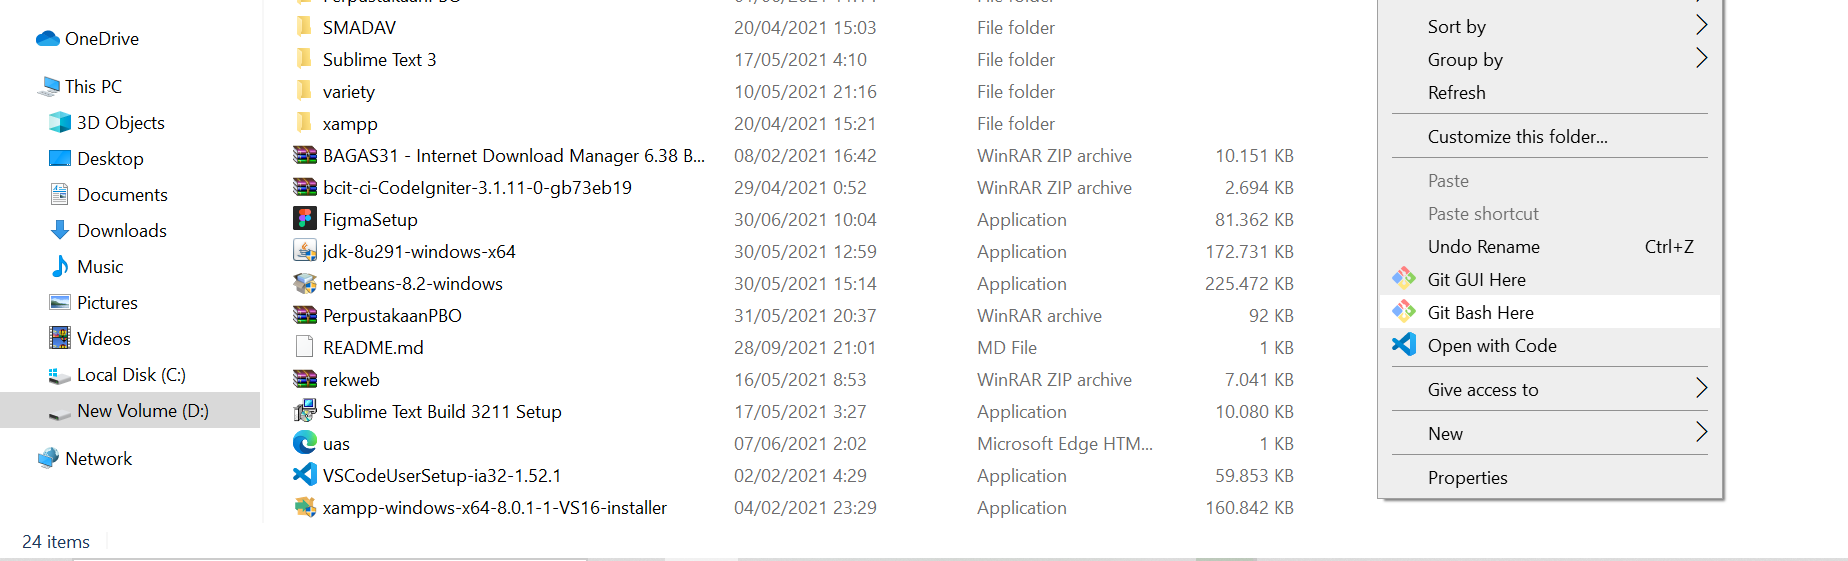 OneDrive
This PC
3D Objects
Desktop
Documents
Downloads
Music
Pictures
Videos
Local Disk (C:)
New Volume (D:)
Network
SMADAV 20/04/2021 15:03 File folder
Sublime Text 3 17/05/2021 4:10 File folder
variety 10/05/2021 21:16 File folder
xampp 20/04/2021 15:21 File folder
BAGAS31 - Internet Download Manager 6.38 B... 08/02/2021 16:42 WinRAR ZIP archive 10.151 KB
bcit-ci-CodeIgniter-3.1.11-0-gb73eb19 29/04/2021 0:52 WinRAR ZIP archive 2.694 KB
FigmaSetup 30/06/2021 10:04 Application 81.362 KB
jdk-8u291-windows-x64 30/05/2021 12:59 Application 172.731 KB
netbeans-8.2-windows 30/05/2021 15:14 Application 225.472 KB
PerpustakaanPBO 31/05/2021 20:37 WinRAR archive 92 KB
README.md 28/09/2021 21:01 MD File 1 KB
rekweb 16/05/2021 8:53 WinRAR ZIP archive 7.041 KB
Sublime Text Build 3211 Setup 17/05/2021 3:27 Application 10.080 KB
uas 07/06/2021 2:02 Microsoft Edge HTM... 1 KB
VSCodeUserSetup-ia32-1.52.1 02/02/2021 4:29 Application 59.853 KB
xampp-windows-x64-8.0.1-1-VS16-installer 04/02/2021 23:29 Application 160.842 KB
Sort by
Group by
Refresh
Customize this folder...
Paste
Paste shortcut
Undo Rename Ctrl+Z
Git GUI Here
Git Bash Here
Open with Code
Give access to
New
Properties
24 items